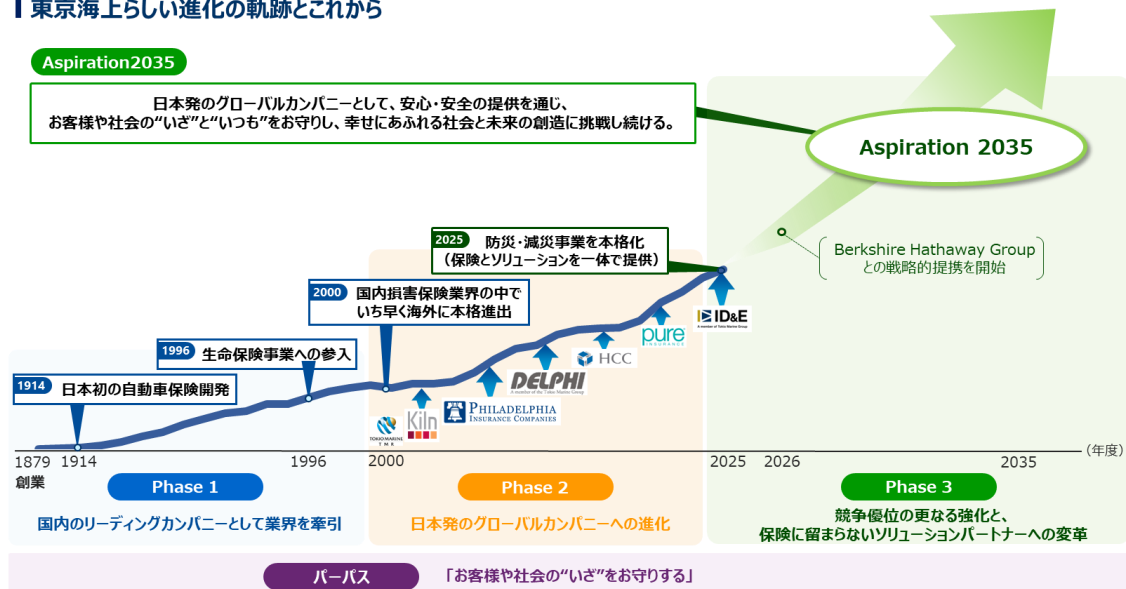 東京海上らしい進化の軌跡とこれから
Aspiration2035
日本発のグローバルカンパニーとして、安心・安全の提供を通じ、
お客様や社会の“いざ”と“いつも”をお守りし、幸せにあふれる社会と未来の創造に挑戦し続ける。
Aspiration 2035
2025 防災・減災事業を本格化
（保険とソリューションを一体で提供）
Berkshire Hathaway Group
との戦略的提携を開始
2000 国内損害保険業界の中で
いち早く海外に本格進出
1996 生命保険事業への参入
1914 日本初の自動車保険開発
ID&E
A member of Tokio Marine Group
pure
INSURANCE
HCC
DELPHI
A member of the Tokio Marine Group
PHILADELPHIA
INSURANCE COMPANIES
Kiln
TOKIO MARINE
T M R
1879 1914 1996 2000 2025 2026 2035 （年度）
創業
Phase 1
Phase 2
Phase 3
国内のリーディングカンパニーとして業界を牽引
日本発のグローバルカンパニーへの進化
競争優位の更なる強化と、
保険に留まらないソリューションパートナーへの変革
パーパス 「お客様や社会の“いざ”をお守りする」